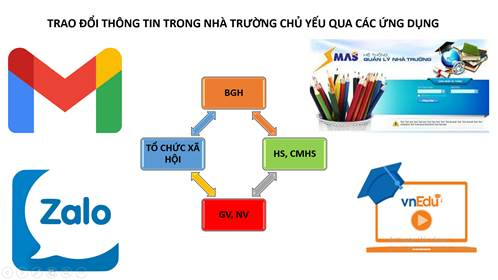 TRAO ĐỔI THÔNG TIN TRONG NHÀ TRƯỜNG CHỦ YẾU QUA CÁC ỨNG DỤNG
SMAS
HỆ THỐNG
QUẢN LÝ NHÀ TRƯỜNG
BGH
TỔ CHỨC XÃ
HỘI
HS, CMHS
GV, NV
Zalo
vnEdu